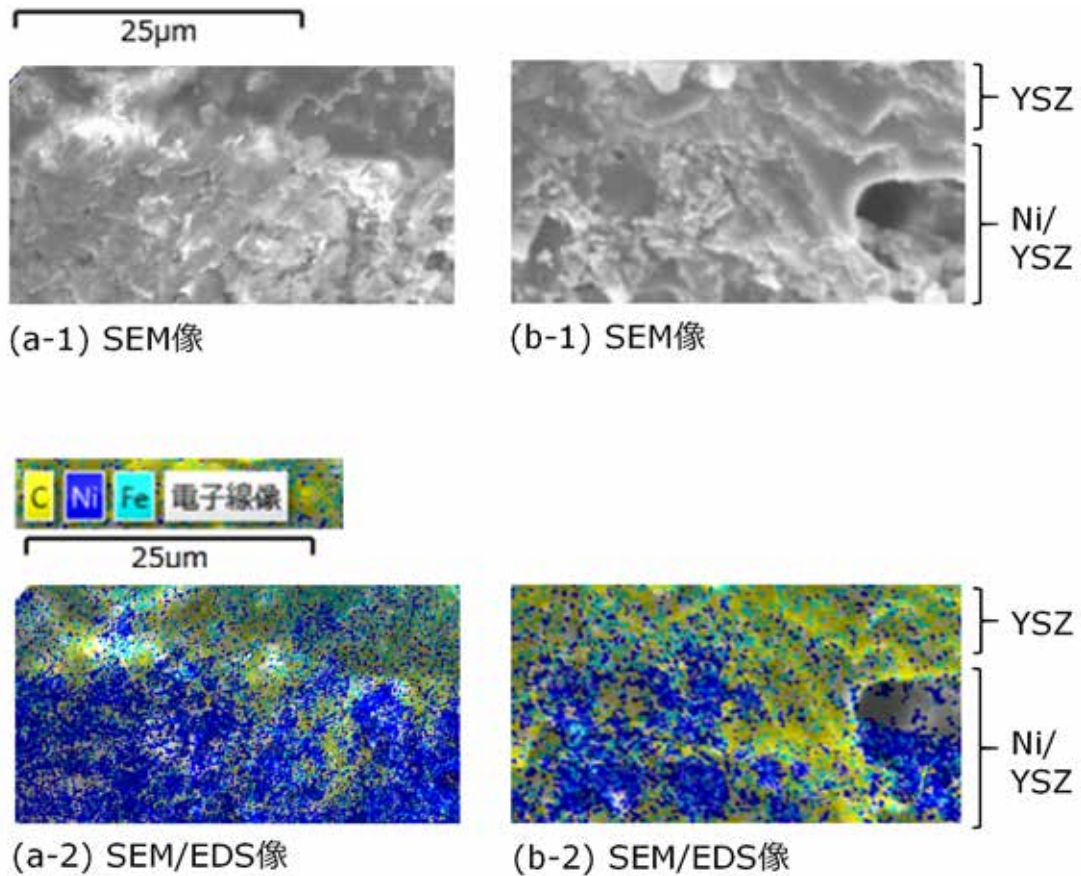 25μm
YSZ
Ni/
YSZ
(a-1) SEM像
(b-1) SEM像
C Ni Fe 電子線像
25um
YSZ
Ni/
YSZ
(a-2) SEM/EDS像
(b-2) SEM/EDS像